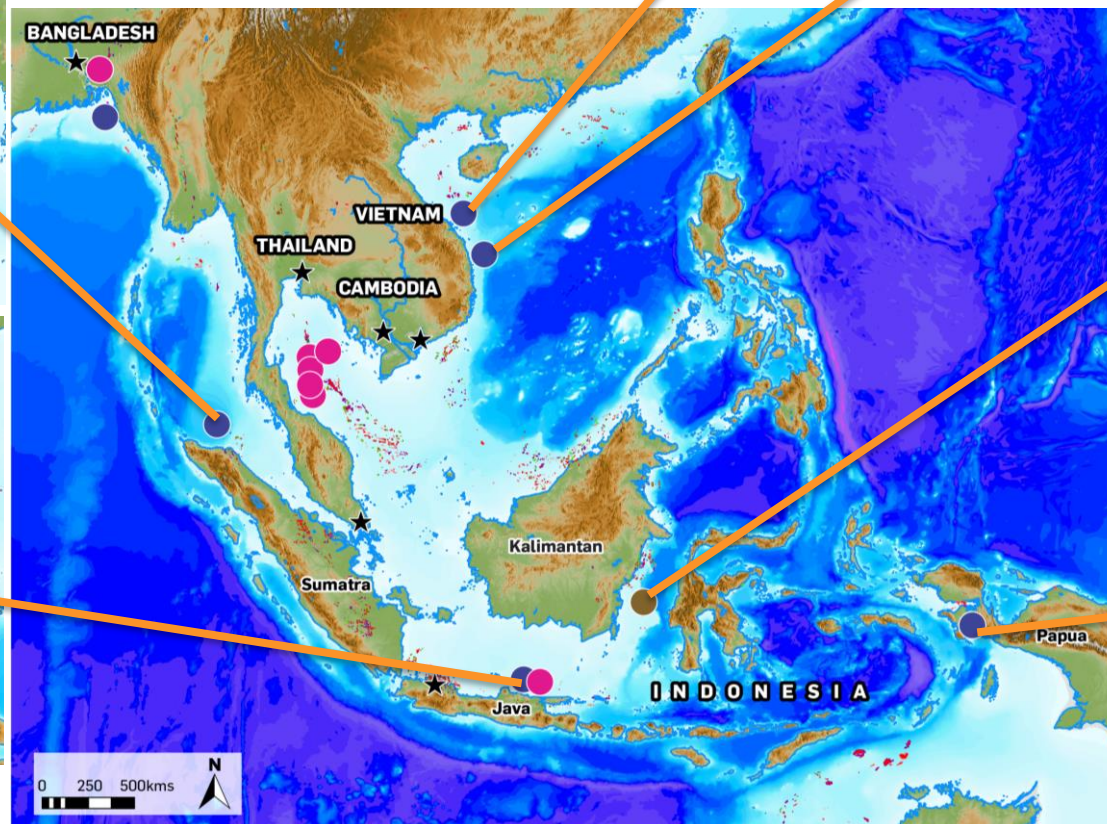 BANGLADESH
VIETNAM
THAILAND
CAMBODIA
Kalimantan
Sumatra
Papua
INDONESIA
Java
N
0 250 500kms